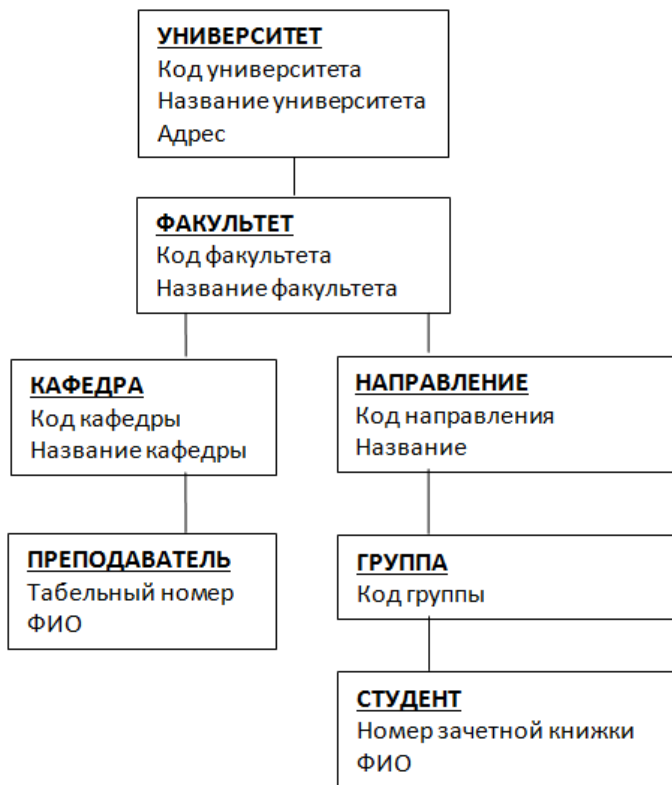 УНИВЕРСИТЕТ
Код университета
Название университета
Адрес
ФАКУЛЬТЕТ
Код факультета
Название факультета
КАФЕДРА
Код кафедры
Название кафедры
НАПРАВЛЕНИЕ
Код направления
Название
ПРЕПОДАВАТЕЛЬ
Табельный номер
ФИО
ГРУППА
Код группы
СТУДЕНТ
Номер зачетной книжки
ФИО